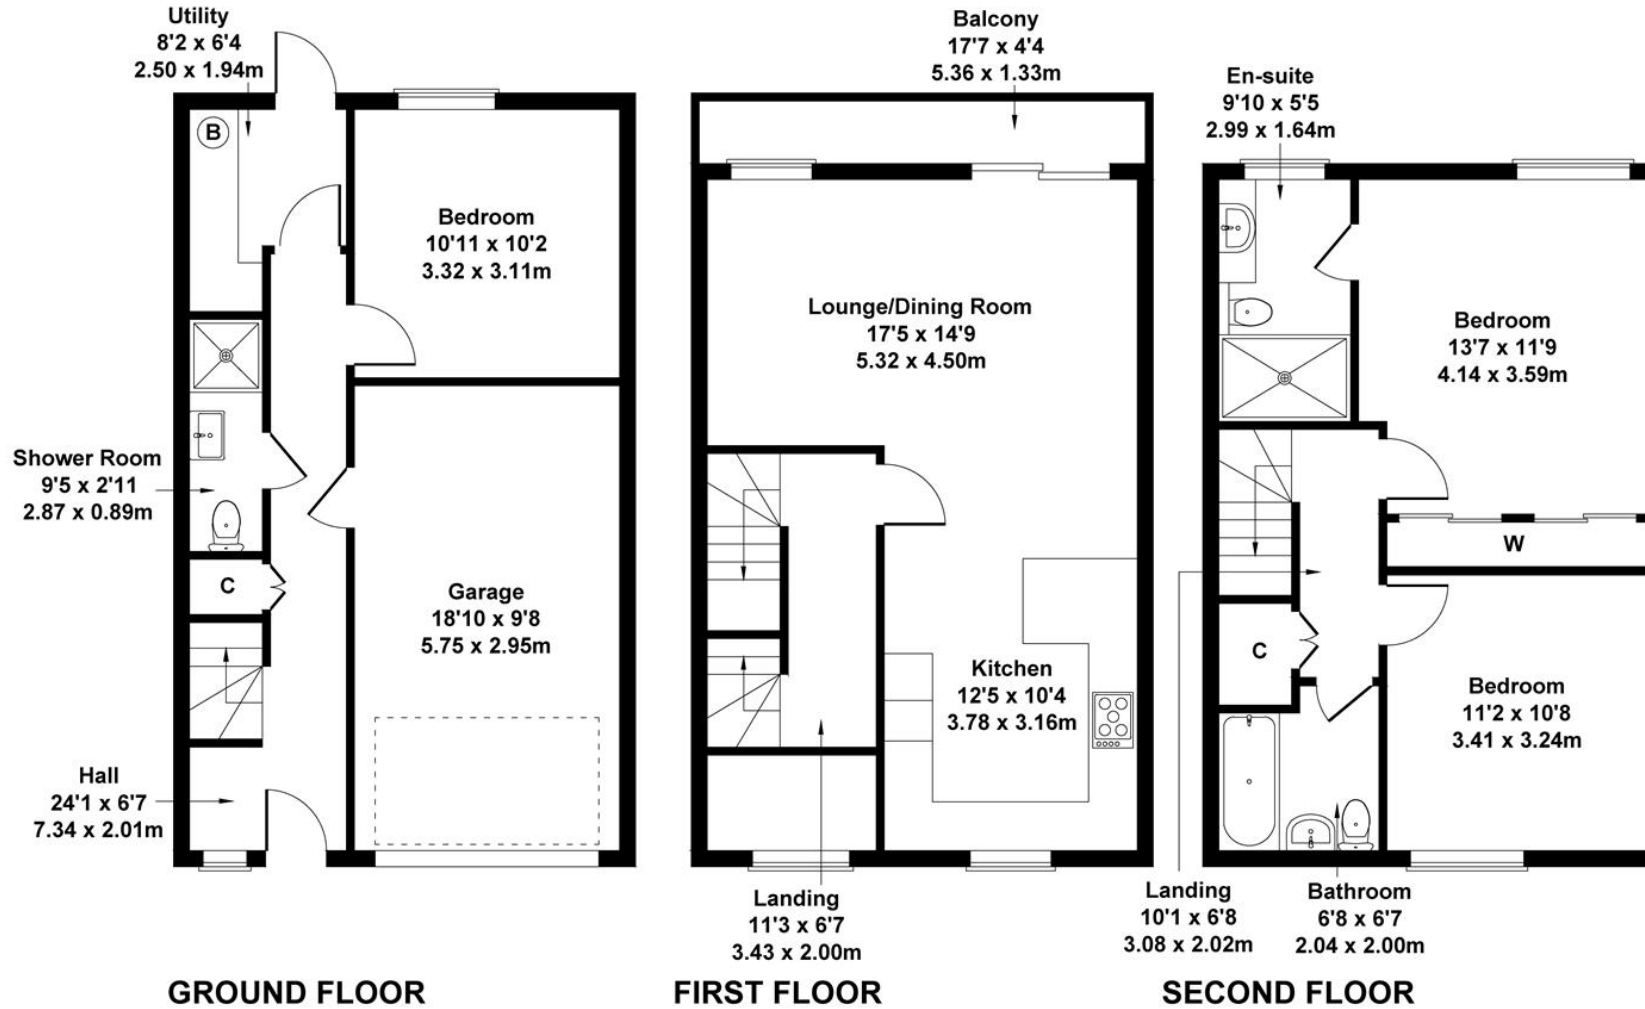 Utility
8'2 x 6'4
2.50 x 1.94m
B
Bedroom
10'11 x 10'2
3.32 x 3.11m
Shower Room
9'5 x 2'11
2.87 x 0.89m
C
Garage
18'10 x 9'8
5.75 x 2.95m
Hall
24'1 x 6'7
7.34 x 2.01m
GROUND FLOOR
Balcony
17'7 x 4'4
5.36 x 1.33m
Lounge/Dining Room
17'5 x 14'9
5.32 x 4.50m
Kitchen
12'5 x 10'4
3.78 x 3.16m
Landing
11'3 x 6'7
3.43 x 2.00m
FIRST FLOOR
En-suite
9'10 x 5'5
2.99 x 1.64m
Bedroom
13'7 x 11'9
4.14 x 3.59m
W
C
Bedroom
11'2 x 10'8
3.41 x 3.24m
Landing
10'1 x 6'8
3.08 x 2.02m
Bathroom
6'8 x 6'7
2.04 x 2.00m
SECOND FLOOR